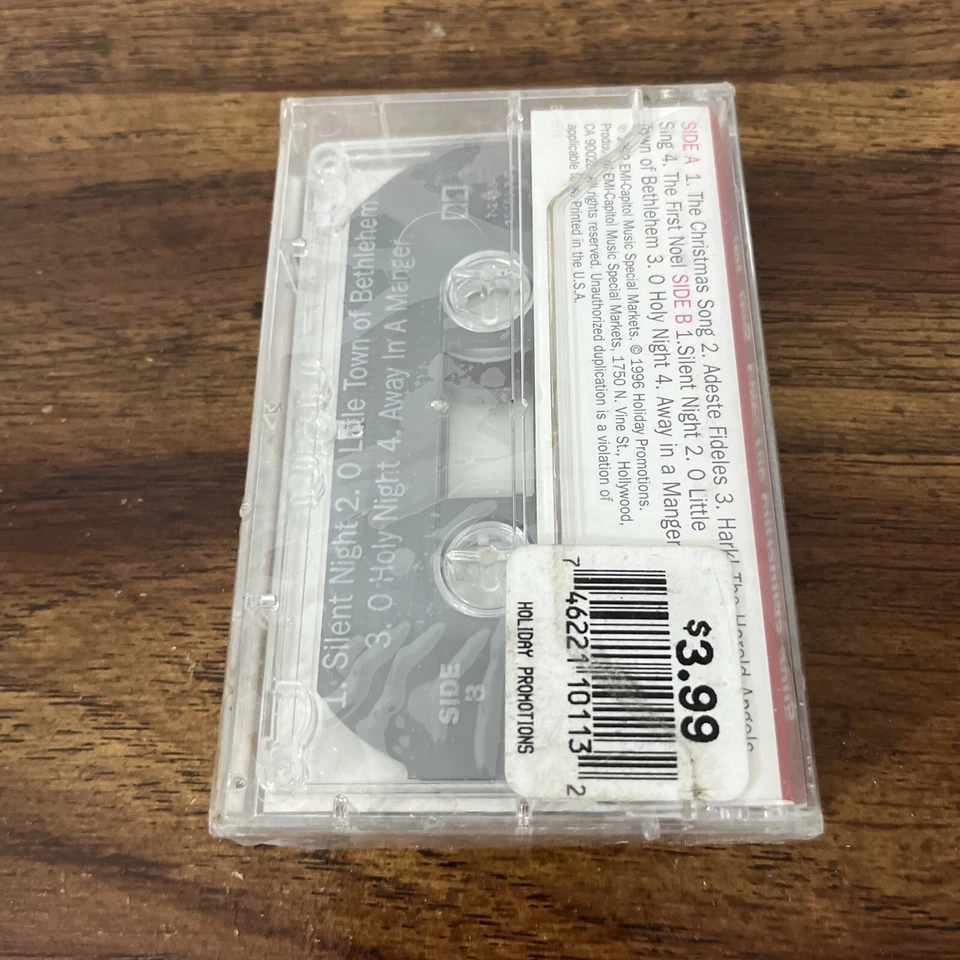 SIDE A 1. The Christmas Song 2. Adeste Fideles 3. Hark! The Herald Angels
Sing 4. The First Noel SIDE B 1.Silent Night 2. O Little
Town of Bethlehem 3. O Holy Night 4. Away in a Manger
EMI-Capitol Music Special Markets. © 1996 Holiday Promotions.
EMI-Capitol Music Special Markets, 1750 N. Vine St., Hollywood,
CA rights reserved. Unauthorized duplication is a violation of
applicable Printed in the U.S.A.
$3.99
7 46221 10113 2
HOLIDAY PROMOTIONS
SIDE
B
1. Silent Night 2. O Little Town of Bethlehem
3. O Holy Night 4. Away In A Manger